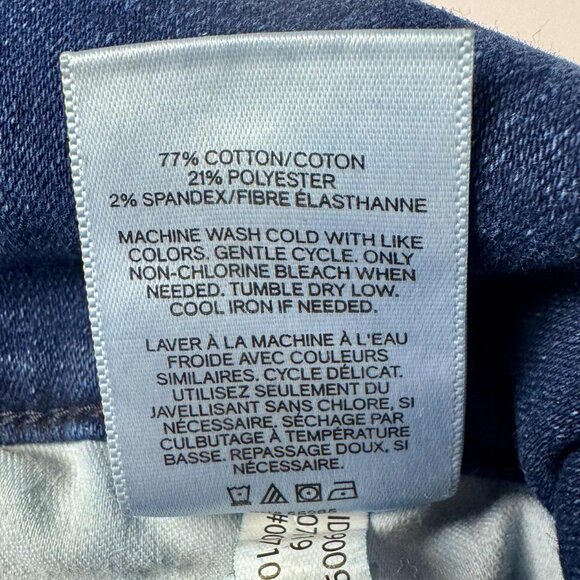 77% COTTON/COTON
21% POLYESTER
2% SPANDEX/FIBRE ÉLASTHANNE
MACHINE WASH COLD WITH LIKE
COLORS. GENTLE CYCLE. ONLY
NON-CHLORINE BLEACH WHEN
NEEDED. TUMBLE DRY LOW.
COOL IRON IF NEEDED.
LAVER À LA MACHINE À L'EAU
FROIDE AVEC COULEURS
SIMILAIRES. CYCLE DÉLICAT.
UTILISEZ SEULEMENT DU
JAVELLISANT SANS CHLORE, SI
NÉCESSAIRE. SÉCHAGE PAR
CULBUTAGE À TEMPÉRATURE
BASSE. REPASSAGE DOUX, SI
NÉCESSAIRE.